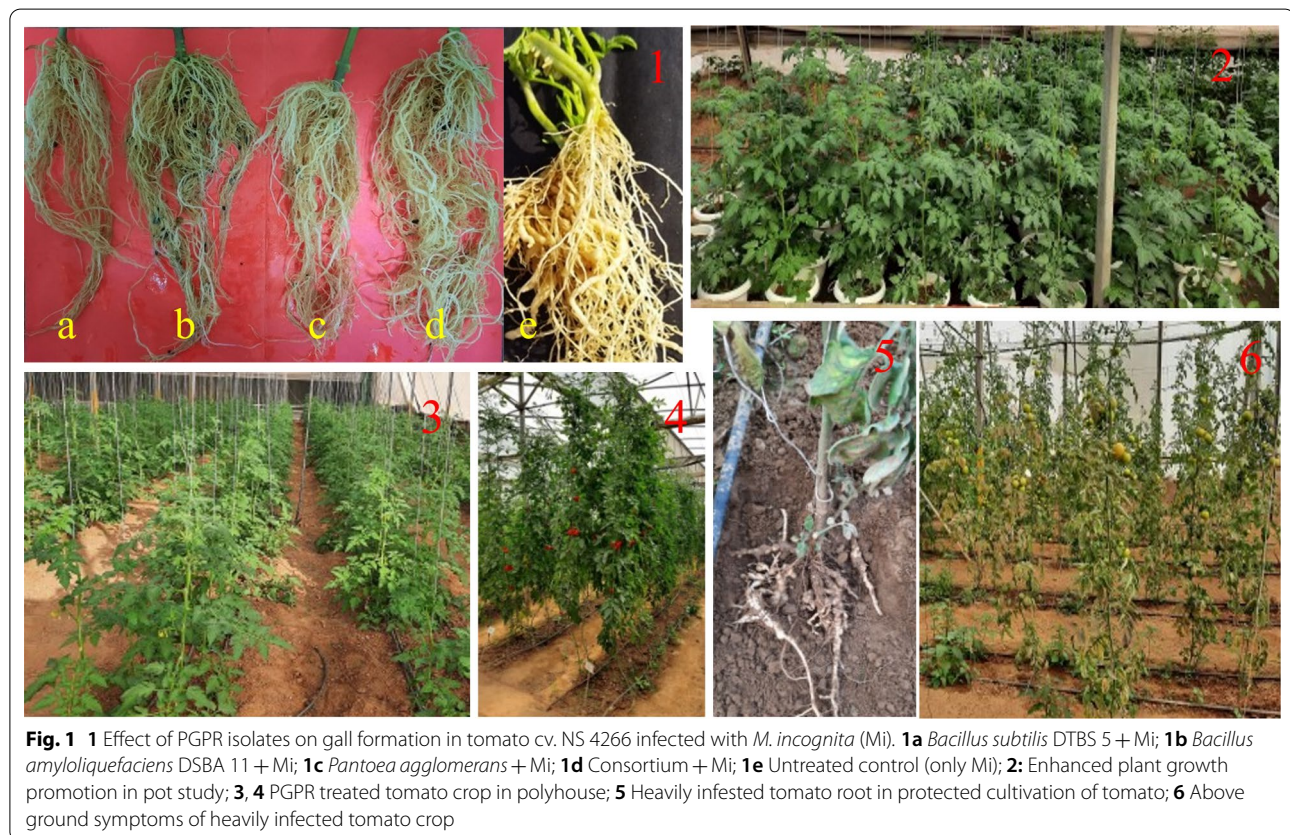 1
2
a b c d e
3
4
5
6
Fig. 1 1 Effect of PGPR isolates on gall formation in tomato cv. NS 4266 infected with M. incognita (Mi). 1a Bacillus subtilis DTBS 5 + Mi; 1b Bacillus
amyloliquefaciens DSBA 11 + Mi; 1c Pantoea agglomerans + Mi; 1d Consortium + Mi; 1e Untreated control (only Mi); 2: Enhanced plant growth
promotion in pot study; 3, 4 PGPR treated tomato crop in polyhouse; 5 Heavily infested tomato root in protected cultivation of tomato; 6 Above
ground symptoms of heavily infected tomato crop